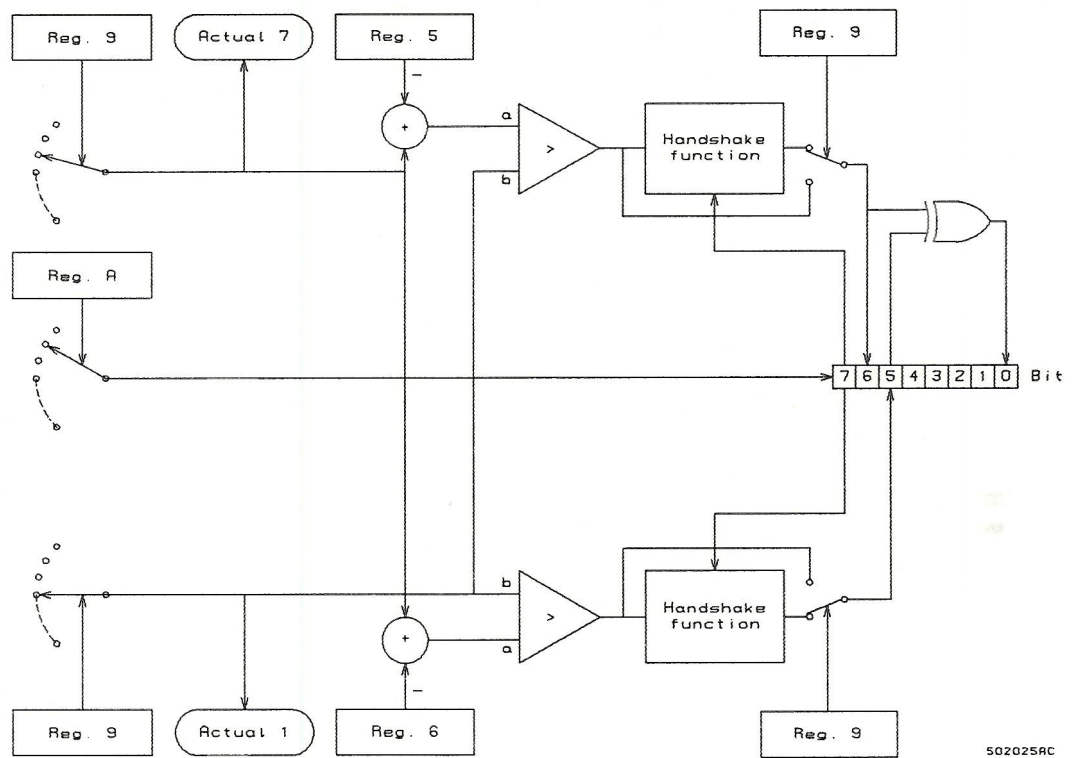 Reg. 9
Actual 7
Reg. 5
Reg. 9
−
+
a
b
>
Handshake
function
Reg. A
7 6 5 4 3 2 1 0 Bit
b
a
>
Handshake
function
+
−
Reg. 9
Actual 1
Reg. 6
Reg. 9
502025AC